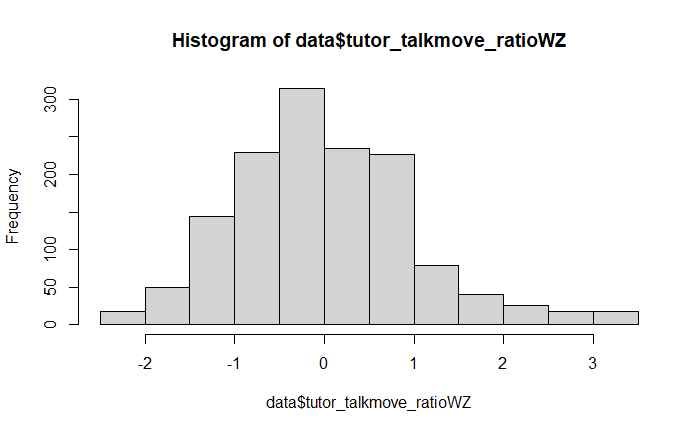 Histogram of data$tutor_talkmove_ratioWZ
Frequency
300
200
100
50
0
-2 -1 0 1 2 3
data$tutor_talkmove_ratioWZ